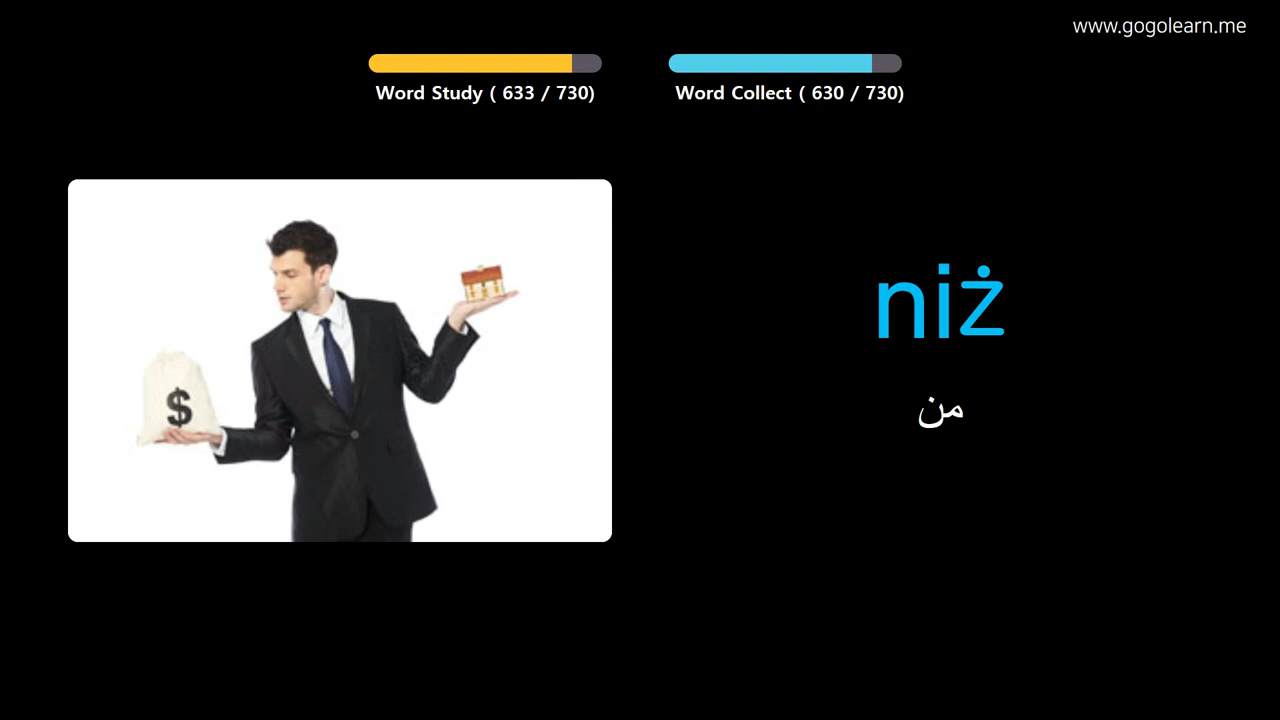 www.gogolearn.me
Word Study ( 633 / 730)
Word Collect ( 630 / 730)
$
niż
من